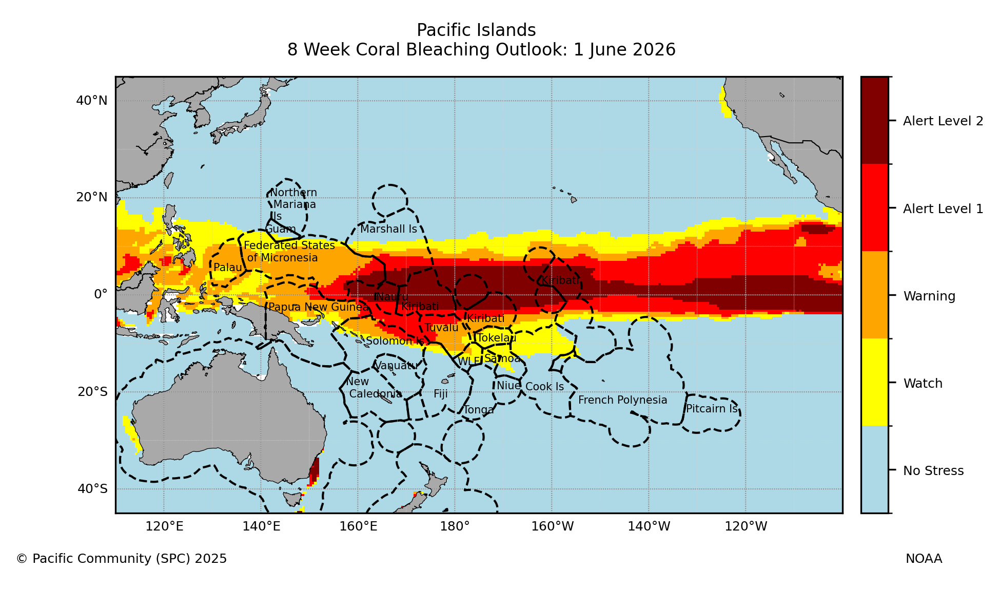 Pacific Islands
8 Week Coral Bleaching Outlook: 1 June 2026
40°N
20°N
0°
20°S
40°S
120°E
140°E
160°E
180°
160°W
140°W
120°W
Northern
Mariana
Is
Guam
Marshall Is
Federated States
of Micronesia
Palau
Kiribati
Nauru
Papua New Guinea
Kiribati
Kiribati
Tuvalu
Tokelau
Solomon Is
WLF
Samoa
Vanuatu
New
Caledonia
Fiji
Niue
Cook Is
Tonga
French Polynesia
Pitcairn Is
Alert Level 2
Alert Level 1
Warning
Watch
No Stress
© Pacific Community (SPC) 2025
NOAA